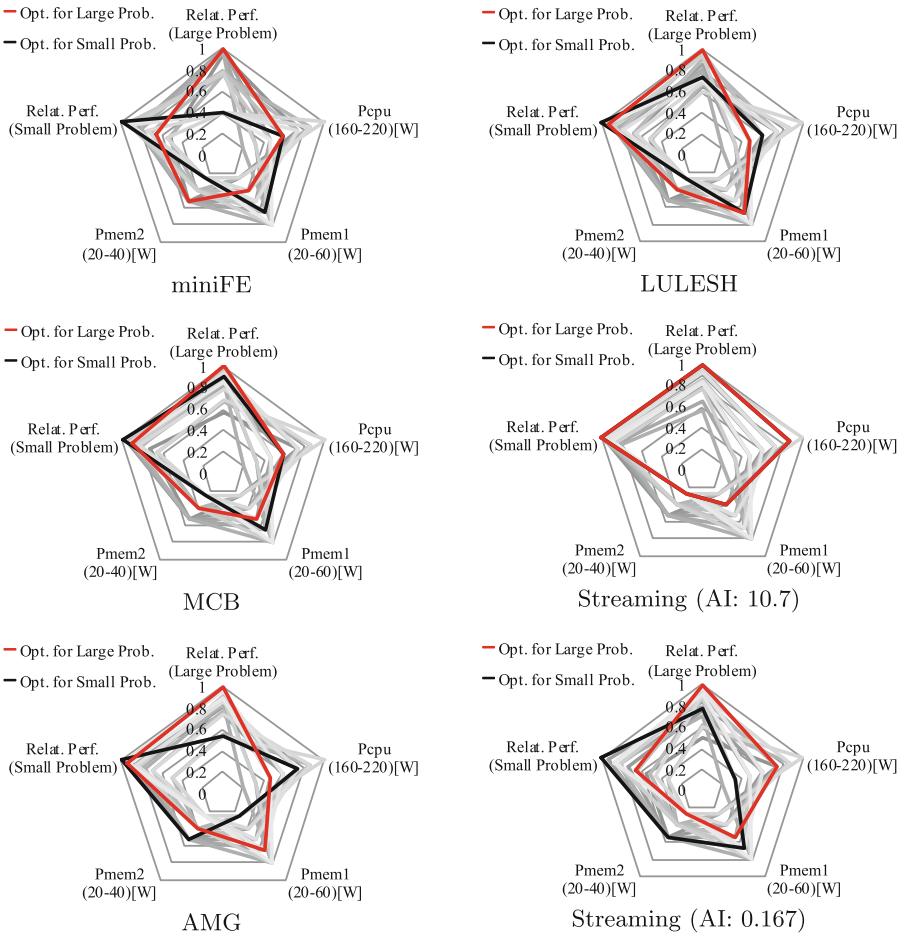 Opt. for Large Prob.
Opt. for Small Prob.
Relat. Perf.
(Large Problem)
1
0.8
0.6
0.4
0.2
0
Relat. Perf.
(Small Problem)
Pcpu
(160-220)[W]
Pmem2
(20-40)[W]
Pmem1
(20-60)[W]
miniFE
Opt. for Large Prob.
Opt. for Small Prob.
Relat. Perf.
(Large Problem)
1
0.8
0.6
0.4
0.2
0
Relat. Perf.
(Small Problem)
Pcpu
(160-220)[W]
Pmem2
(20-40)[W]
Pmem1
(20-60)[W]
LULESH
Opt. for Large Prob.
Opt. for Small Prob.
Relat. Perf.
(Large Problem)
1
0.8
0.6
0.4
0.2
0
Relat. Perf.
(Small Problem)
Pcpu
(160-220)[W]
Pmem2
(20-40)[W]
Pmem1
(20-60)[W]
MCB
Opt. for Large Prob.
Opt. for Small Prob.
Relat. Perf.
(Large Problem)
1
0.8
0.6
0.4
0.2
0
Relat. Perf.
(Small Problem)
Pcpu
(160-220)[W]
Pmem2
(20-40)[W]
Pmem1
(20-60)[W]
Streaming (AI: 10.7)
Opt. for Large Prob.
Opt. for Small Prob.
Relat. Perf.
(Large Problem)
1
0.8
0.6
0.4
0.2
0
Relat. Perf.
(Small Problem)
Pcpu
(160-220)[W]
Pmem2
(20-40)[W]
Pmem1
(20-60)[W]
AMG
Opt. for Large Prob.
Opt. for Small Prob.
Relat. Perf.
(Large Problem)
1
0.8
0.6
0.4
0.2
0
Relat. Perf.
(Small Problem)
Pcpu
(160-220)[W]
Pmem2
(20-40)[W]
Pmem1
(20-60)[W]
Streaming (AI: 0.167)